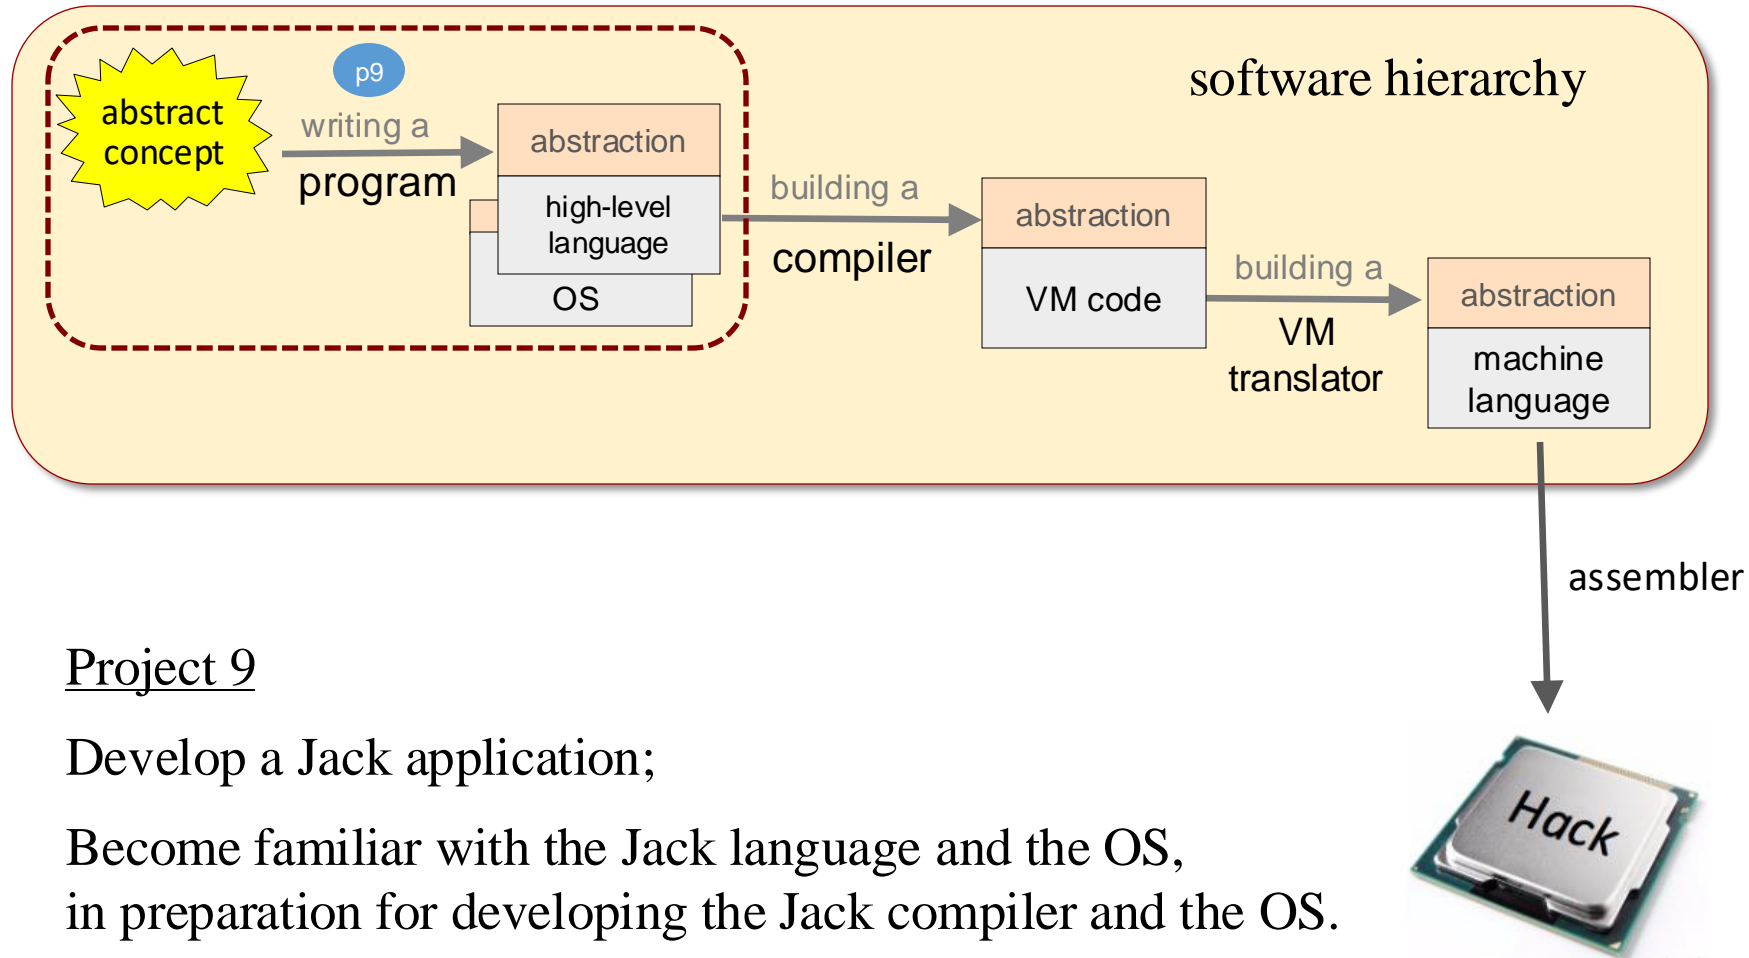 software hierarchy
p9
abstract
concept
writing a
program
abstraction
high-level
language
OS
building a
compiler
abstraction
VM code
building a
VM
translator
abstraction
machine
language
assembler
Hack
Project 9
Develop a Jack application;
Become familiar with the Jack language and the OS,
in preparation for developing the Jack compiler and the OS.